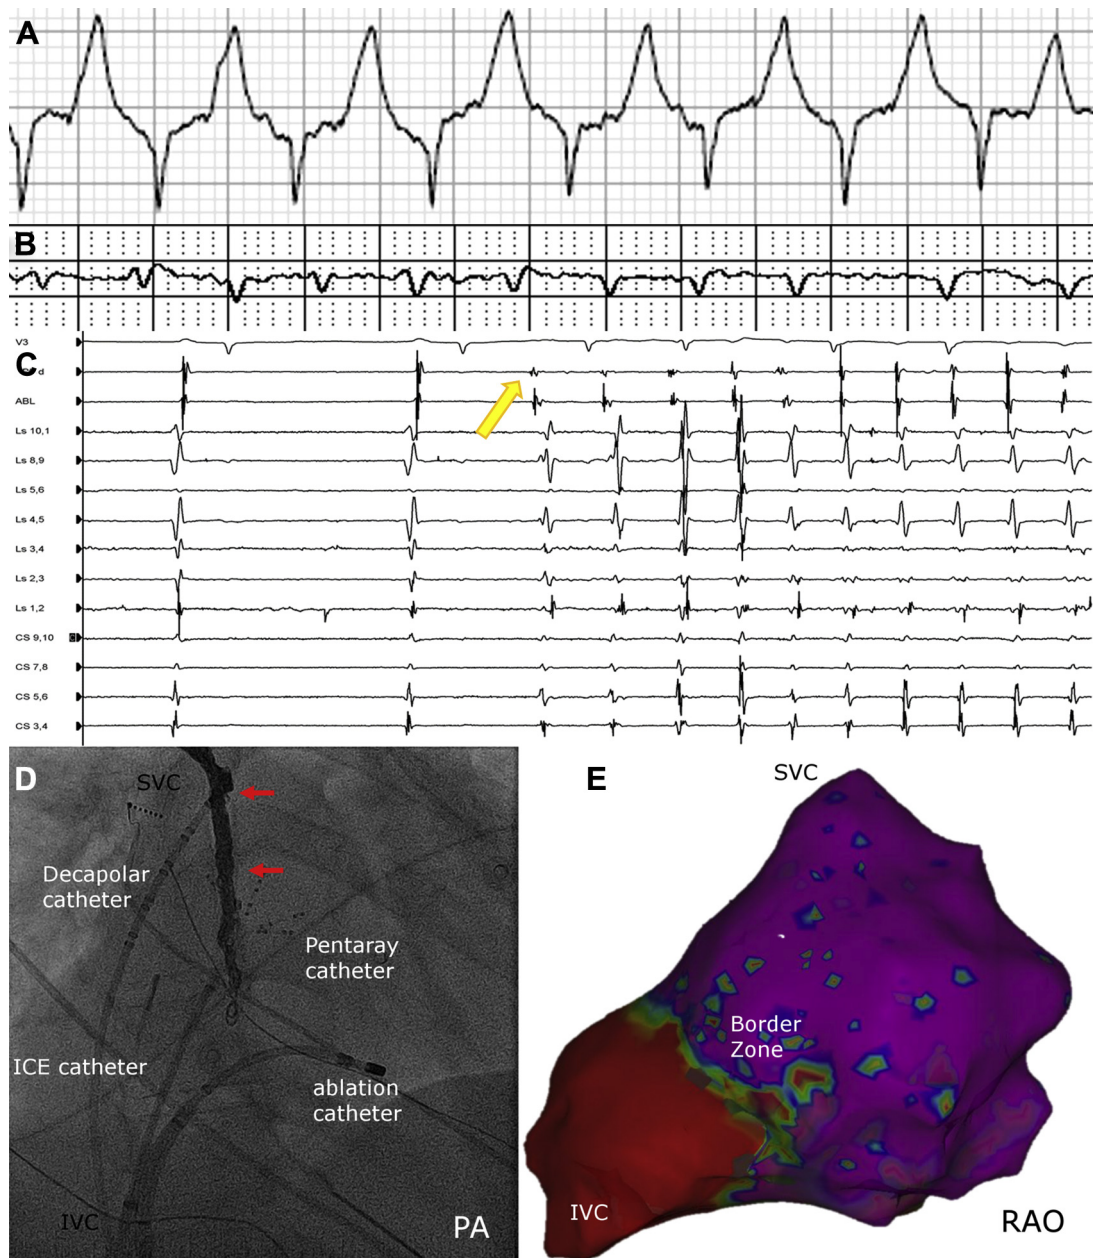 A
B
V3
C
d
ABL
Ls 10,1
Ls 8,9
Ls 5,6
Ls 4,5
Ls 3,4
Ls 2,3
Ls 1,2
CS 9,10
CS 7,8
CS 5,6
CS 3,4
D
SVC
Decapolar
catheter
Pentaray
catheter
ICE catheter
ablation
catheter
IVC
PA
E
SVC
Border
Zone
IVC
RAO